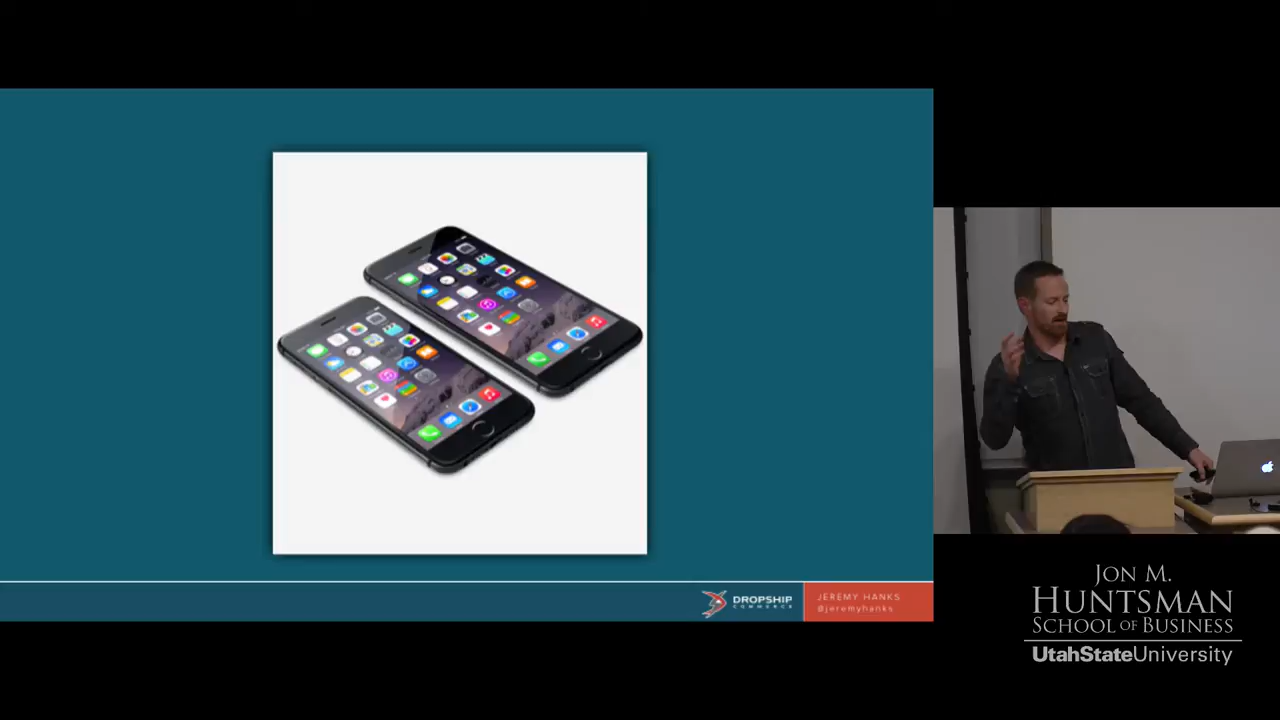 DROPSHIP
COMMERCE
JEREMY HANKS
@jeremyhanks
JON M.
HUNTSMAN
SCHOOL OF BUSINESS
UtahStateUniversity